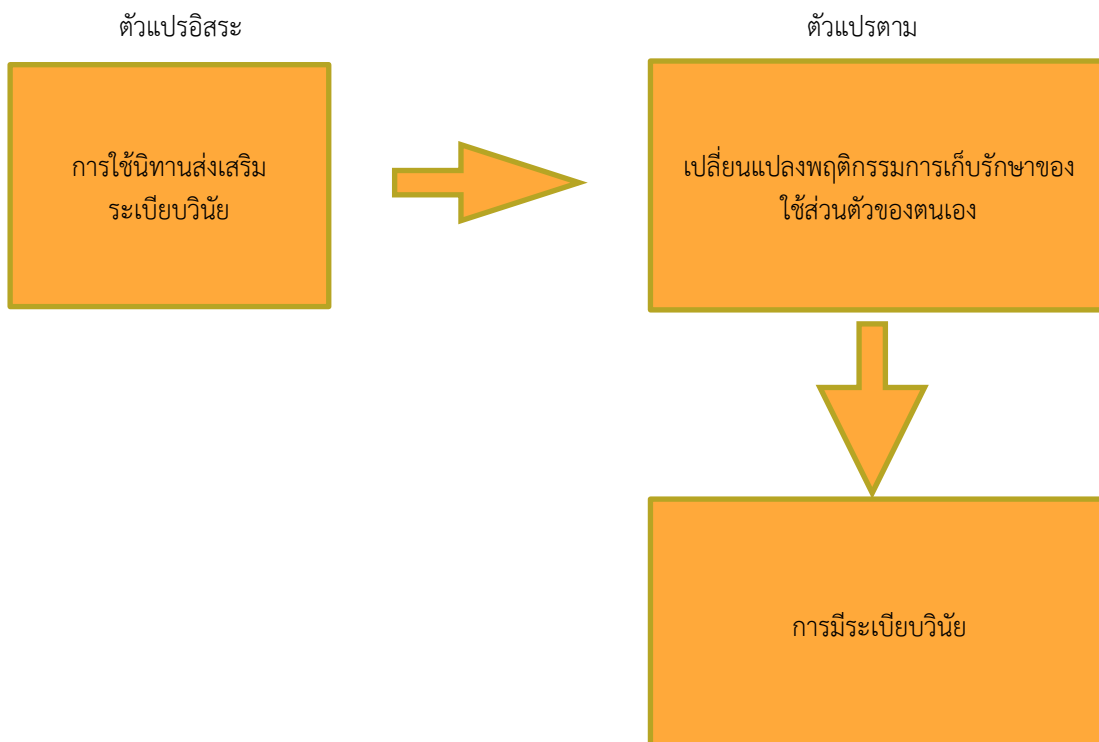 ตัวแปรอิสระ
ตัวแปรตาม
การใช้นิทานส่งเสริม
ระเบียบวินัย
เปลี่ยนแปลงพฤติกรรมการเก็บรักษาของ
ใช้ส่วนตัวของตนเอง
การมีระเบียบวินัย